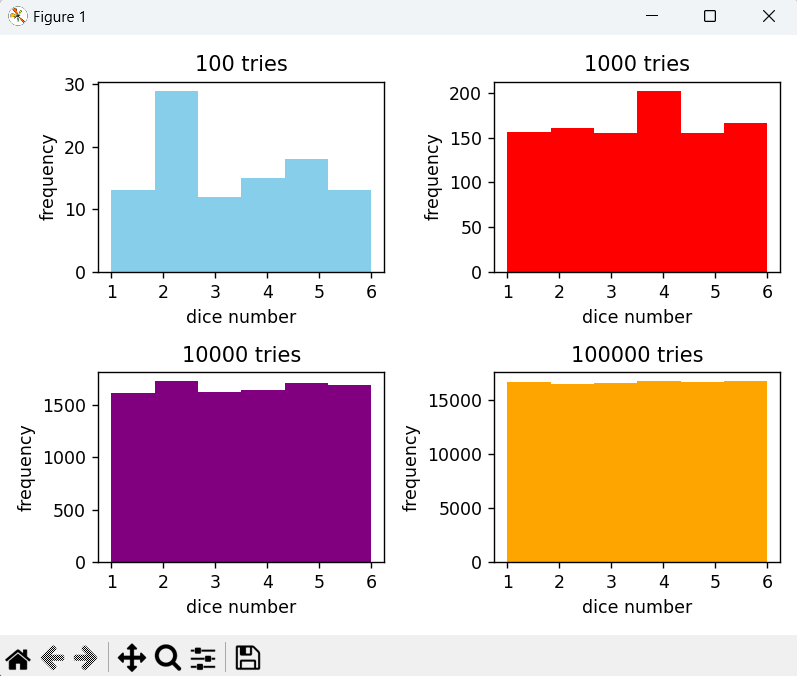 Figure 1
100 tries
30
20
10
0
frequency
1 2 3 4 5 6
dice number
1000 tries
200
150
100
50
0
frequency
1 2 3 4 5 6
dice number
10000 tries
1500
1000
500
0
frequency
1 2 3 4 5 6
dice number
100000 tries
15000
10000
5000
0
frequency
1 2 3 4 5 6
dice number